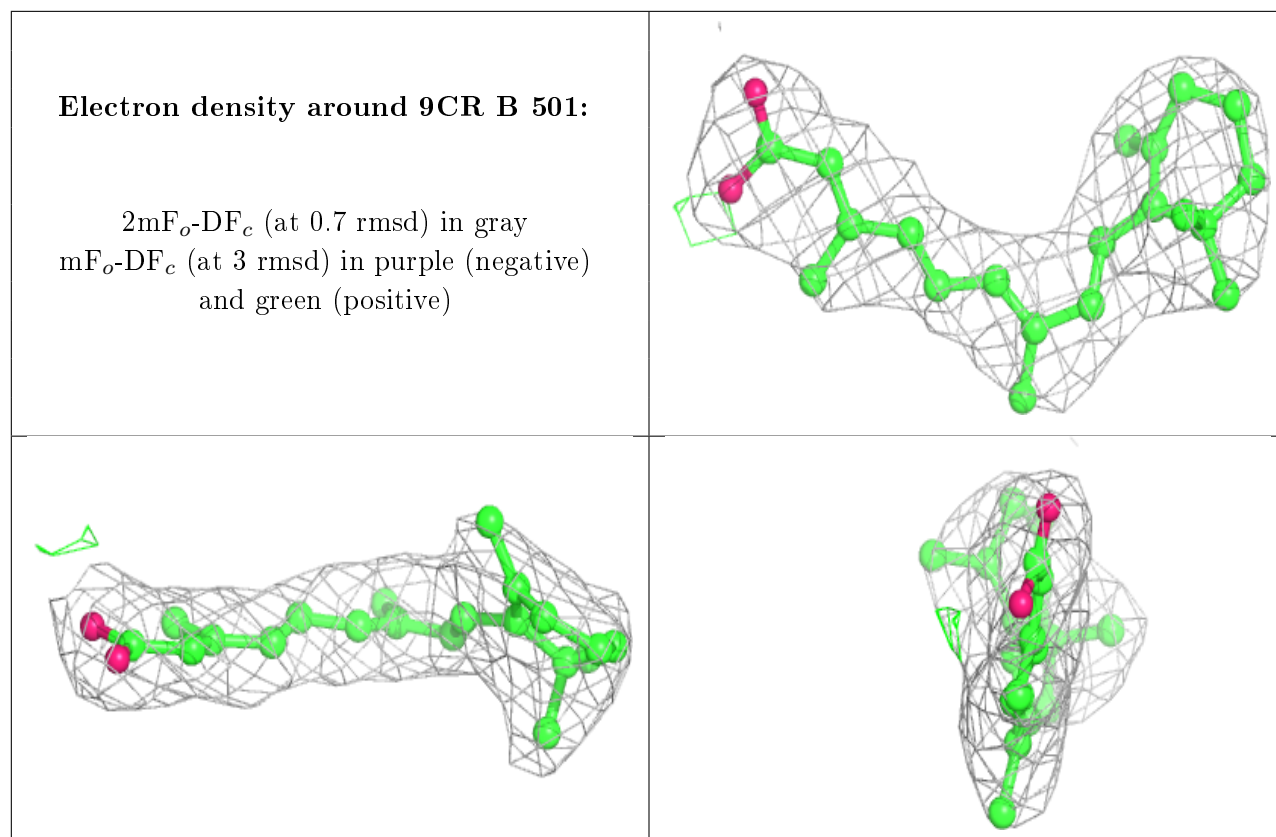 Electron density around 9CR B 501:
2mFₒ-DF𝒸 (at 0.7 rmsd) in gray
mFₒ-DF𝒸 (at 3 rmsd) in purple (negative)
and green (positive)